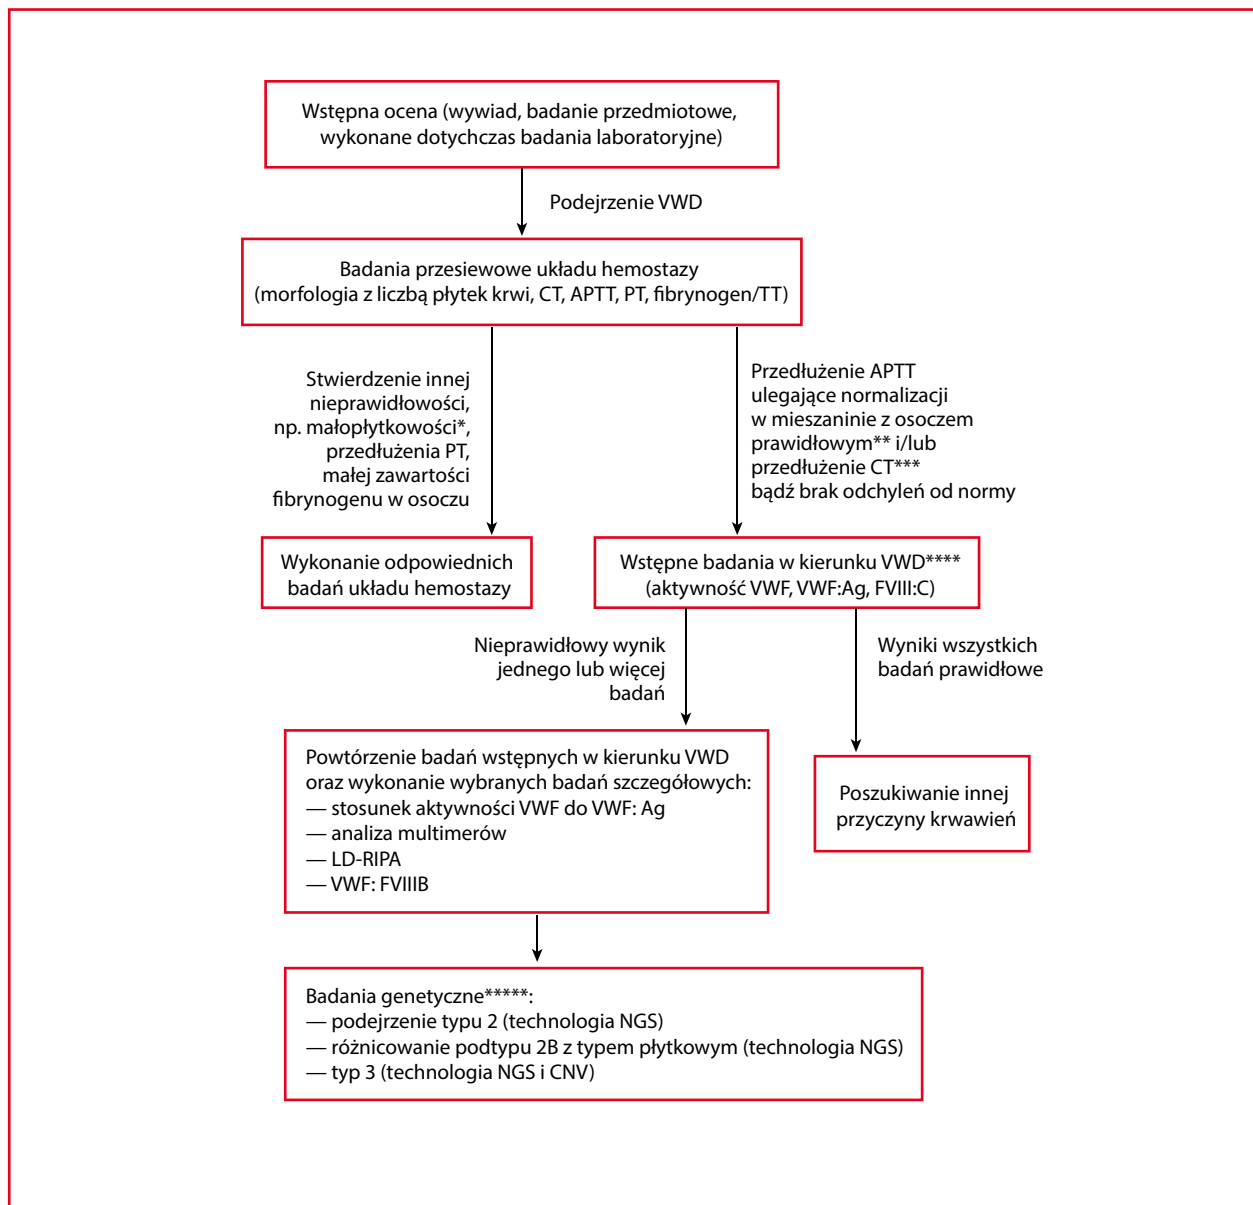 Wstępna ocena (wywiad, badanie przedmiotowe,
wykonane dotychczas badania laboratoryjne)
Podejrzenie VWD
Badania przesiewowe układu hemostazy
(morfologia z liczbą płytek krwi, CT, APTT, PT, fibrynogen/TT)
Stwierdzenie innej
nieprawidłowości,
np. małopłytkowości*,
przedłużenia PT,
małej zawartości
fibrynogenu w osoczu
Przedłużenie APTT
ulegające normalizacji
w mieszaninie z osoczem
prawidłowym** i/lub
przedłużenie CT***
bądź brak odchyleń od normy
Wykonanie odpowiednich
badań układu hemostazy
Wstępne badania w kierunku VWD****
(aktywność VWF, VWF:Ag, FVIII:C)
Nieprawidłowy wynik
jednego lub więcej
badań
Wyniki wszystkich
badań prawidłowe
Powtórzenie badań wstępnych w kierunku VWD
oraz wykonanie wybranych badań szczegółowych:
— stosunek aktywności VWF do VWF: Ag
— analiza multimerów
— LD-RIPA
— VWF: FVIIIB
Poszukiwanie innej
przyczyny krwawień
Badania genetyczne*****:
— podejrzenie typu 2 (technologia NGS)
— różnicowanie podtypu 2B z typem płytkowym (technologia NGS)
— typ 3 (technologia NGS i CNV)